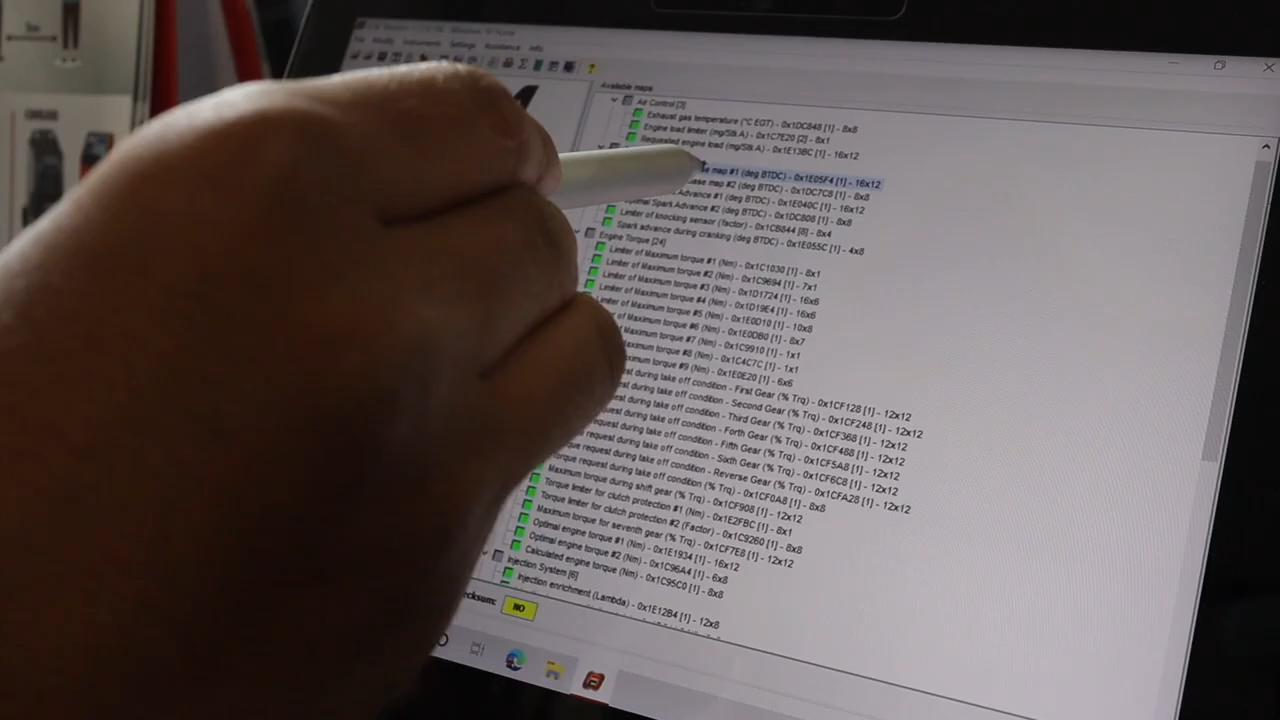 Modify Instruments Settings Assistance Info
Available maps
Air Control [3]
Exhaust gas temperature (°C EGT) - 0x1DC848 [1] - 8x8
Engine load limiter (mg/Stk A) - 0x1C7E20 [2] - 8x1
Requested engine load (mg/Stk A) - 0x1E13BC [1] - 16x12
map #1 (deg BTDC) - 0x1E05F4 [1] - 16x12
map #2 (deg BTDC) - 0x1DC7C8 [1] - 8x8
Advance #1 (deg BTDC) - 0x1E040C [1] - 16x12
Spark Advance #2 (deg BTDC) - 0x1DC808 [1] - 8x8
Limiter of knocking sensor (factor) - 0x1CB844 [8] - 8x4
Spark advance during cranking (deg BTDC) - 0x1E055C [1] - 4x8
Engine Torque [24]
Limiter of Maximum torque #1 (Nm) - 0x1C1030 [1] - 8x1
Limiter of Maximum torque #2 (Nm) - 0x1C9694 [1] - 7x1
Limiter of Maximum torque #3 (Nm) - 0x1D1724 [1] - 16x6
Limiter of Maximum torque #4 (Nm) - 0x1D19E4 [1] - 16x6
Limiter of Maximum torque #5 (Nm) - 0x1E0D10 [1] - 10x8
of Maximum torque #6 (Nm) - 0x1E0DB0 [1] - 8x7
Maximum torque #7 (Nm) - 0x1C9910 [1] - 1x1
torque #8 (Nm) - 0x1C4C7C [1] - 1x1
torque #9 (Nm) - 0x1E0E20 [1] - 6x6
during take off condition - First Gear (% Trq) - 0x1CF128 [1] - 12x12
during take off condition - Second Gear (% Trq) - 0x1CF248 [1] - 12x12
during take off condition - Third Gear (% Trq) - 0x1CF368 [1] - 12x12
request during take off condition - Forth Gear (% Trq) - 0x1CF488 [1] - 12x12
request during take off condition - Fifth Gear (% Trq) - 0x1CF5A8 [1] - 12x12
request during take off condition - Sixth Gear (% Trq) - 0x1CF6C8 [1] - 12x12
request during take off condition - Reverse Gear (% Trq) - 0x1CFA28 [1] - 12x12
Maximum torque during shift gear (% Trq) - 0x1CF0A8 [1] - 8x8
Torque limiter for clutch protection #1 (Nm) - 0x1CF908 [1] - 12x12
Torque limiter for clutch protection #2 (Factor) - 0x1E2FBC [1] - 8x1
Maximum torque for seventh gear (% Trq) - 0x1C9260 [1] - 8x8
Optimal engine torque #1 (Nm) - 0x1CF7E8 [1] - 12x12
Optimal engine torque #2 (Nm) - 0x1E1934 [1] - 16x12
Calculated engine torque (Nm) - 0x1C96A4 [1] - 6x8
0x1C95C0 [1] - 8x8
Injection System [6]
Injection enrichment (Lambda) - 0x1E12B4 [1] - 12x8
NO